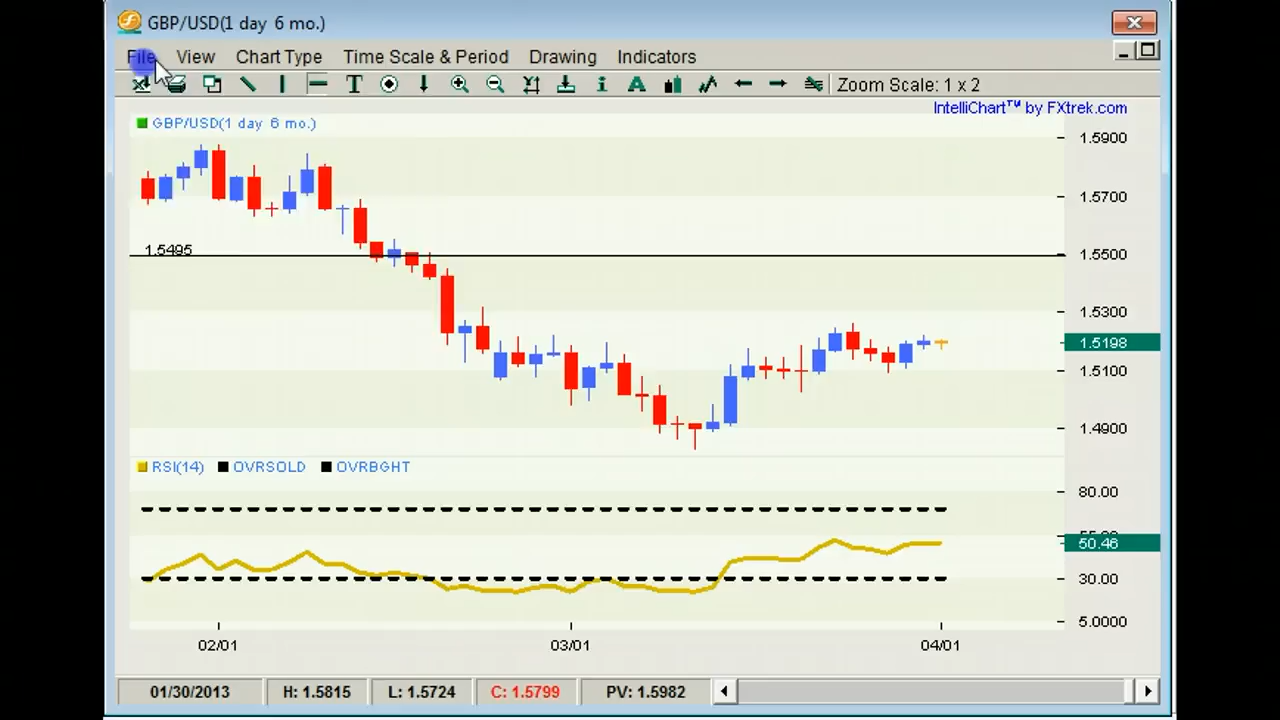 GBP/USD(1 day 6 mo.)
File View Chart Type Time Scale & Period Drawing Indicators
T i A Zoom Scale: 1 x 2
IntelliChart™ by FXtrek.com
GBP/USD(1 day 6 mo.)
1.5900
1.5700
1.5495
1.5500
1.5300
1.5198
1.5100
1.4900
RSI(14) OVRSOLD OVRBGHT
80.00
50.46
30.00
5.0000
02/01 03/01 04/01
01/30/2013 H: 1.5815 L: 1.5724 C: 1.5799 PV: 1.5982